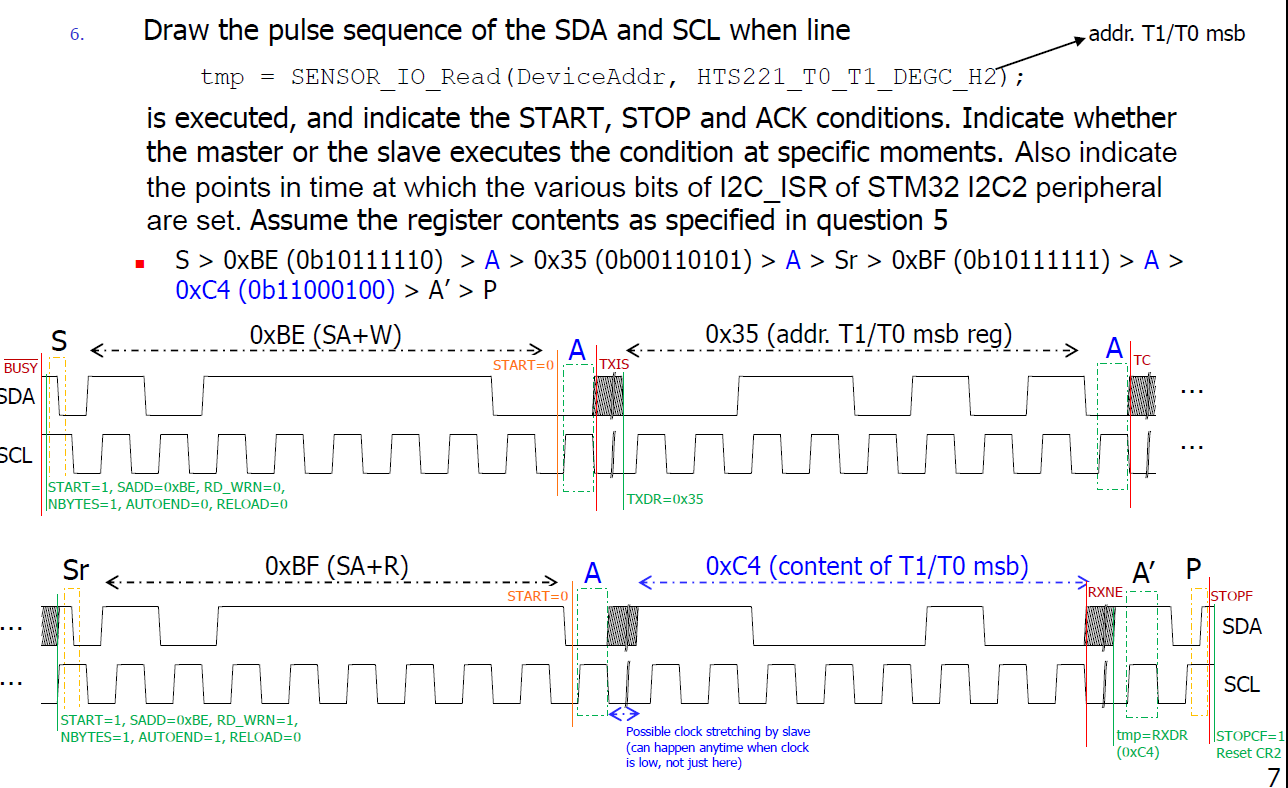 6. Draw the pulse sequence of the SDA and SCL when line
addr. T1/T0 msb
tmp = SENSOR_IO_Read(DeviceAddr, HTS221_T0_T1_DEGC_H2);
is executed, and indicate the START, STOP and ACK conditions. Indicate whether
the master or the slave executes the condition at specific moments. Also indicate
the points in time at which the various bits of I2C_ISR of STM32 I2C2 peripheral
are set. Assume the register contents as specified in question 5
S > 0xBE (0b10111110) > A > 0x35 (0b00110101) > A > Sr > 0xBF (0b10111111) > A >
0xC4 (0b11000100) > A′ > P
S
0xBE (SA+W)
A
0x35 (addr. T1/T0 msb reg)
A
BUSY
START=0
TXIS
TC
SDA
...
SCL
...
START=1, SADD=0xBE, RD_WRN=0,
NBYTES=1, AUTOEND=0, RELOAD=0
TXDR=0x35
Sr
0xBF (SA+R)
A
0xC4 (content of T1/T0 msb)
A′
P
START=0
RXNE
STOPF
...
SDA
...
SCL
START=1, SADD=0xBE, RD_WRN=1,
NBYTES=1, AUTOEND=1, RELOAD=0
Possible clock stretching by slave
(can happen anytime when clock
is low, not just here)
tmp=RXDR
(0xC4)
STOPCF=1
Reset CR2
7